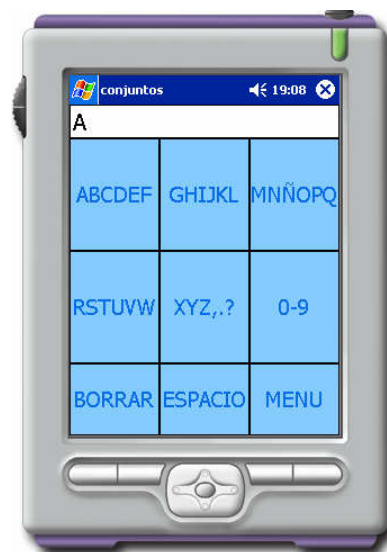 conjuntos 19:08
A
ABCDEF GHIJKL MNÑOPQ
RSTUVW XYZ,.? 0-9
BORRAR ESPACIO MENU